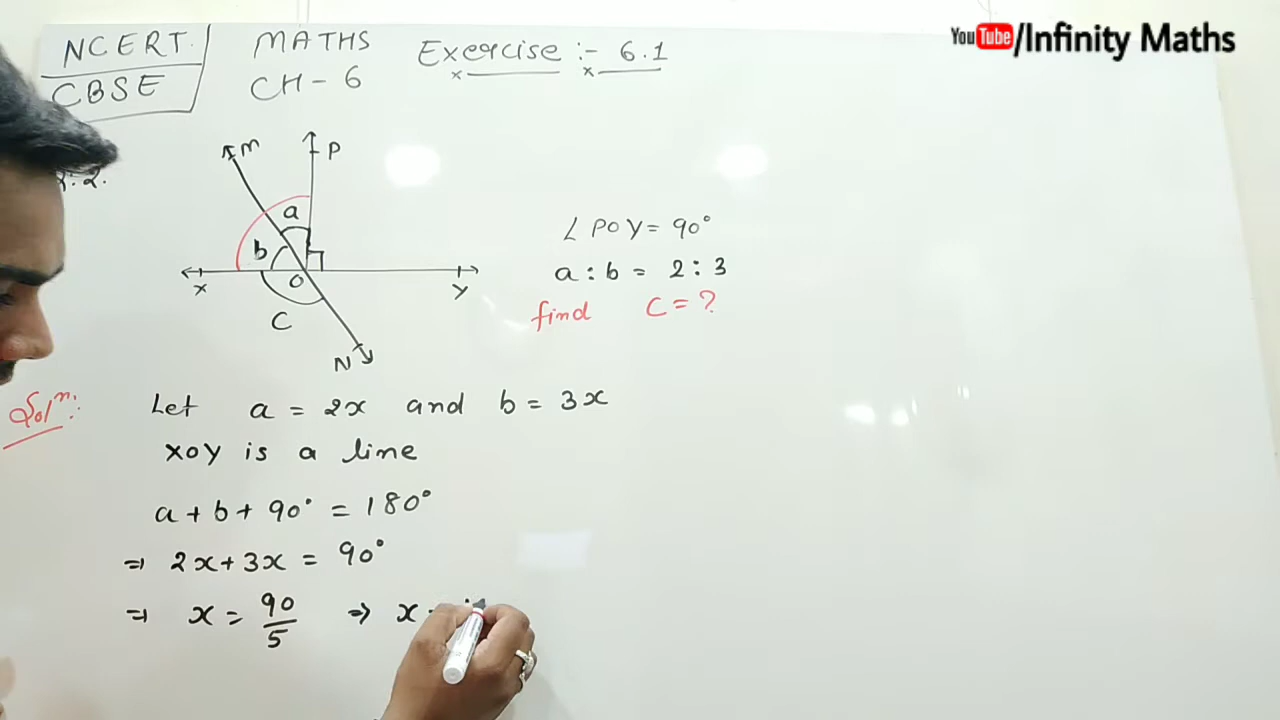 YouTube/Infinity Maths
NCERT. MATHS Exercise :- 6.1
CBSE CH-6
M
P
a
b
O
X
Y
C
N
∠POY = 90°
a : b = 2 : 3
find C = ?
Solⁿ: Let a = 2x and b = 3x
XOY is a line
a + b + 90° = 180°
⇒ 2x + 3x = 90°
⇒ x = 90/5 ⇒ x